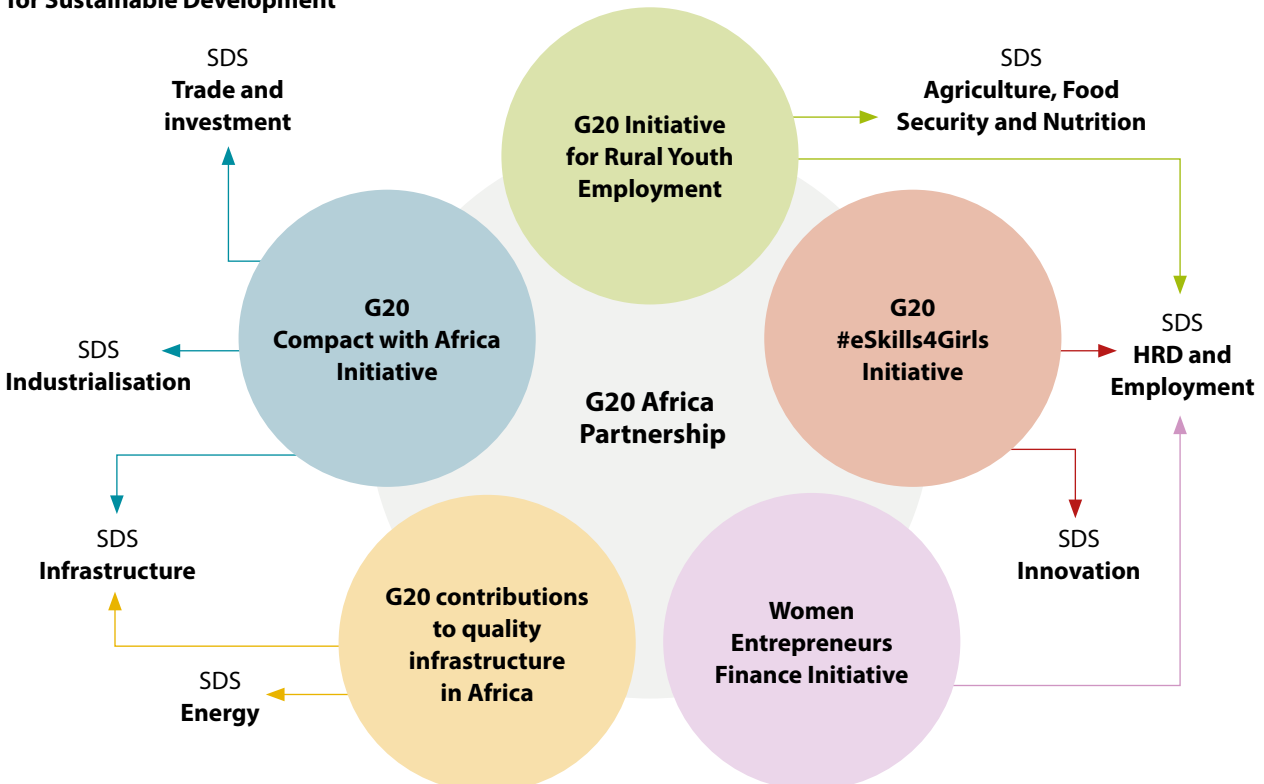 for Sustainable Development
SDS
Trade and
investment
G20 Initiative
for Rural Youth
Employment
SDS
Agriculture, Food
Security and Nutrition
G20
Compact with Africa
Initiative
G20
#eSkills4Girls
Initiative
SDS
HRD and
Employment
SDS
Industrialisation
G20 Africa
Partnership
SDS
Infrastructure
SDS
Innovation
G20 contributions
to quality
infrastructure
in Africa
Women
Entrepreneurs
Finance Initiative
SDS
Energy